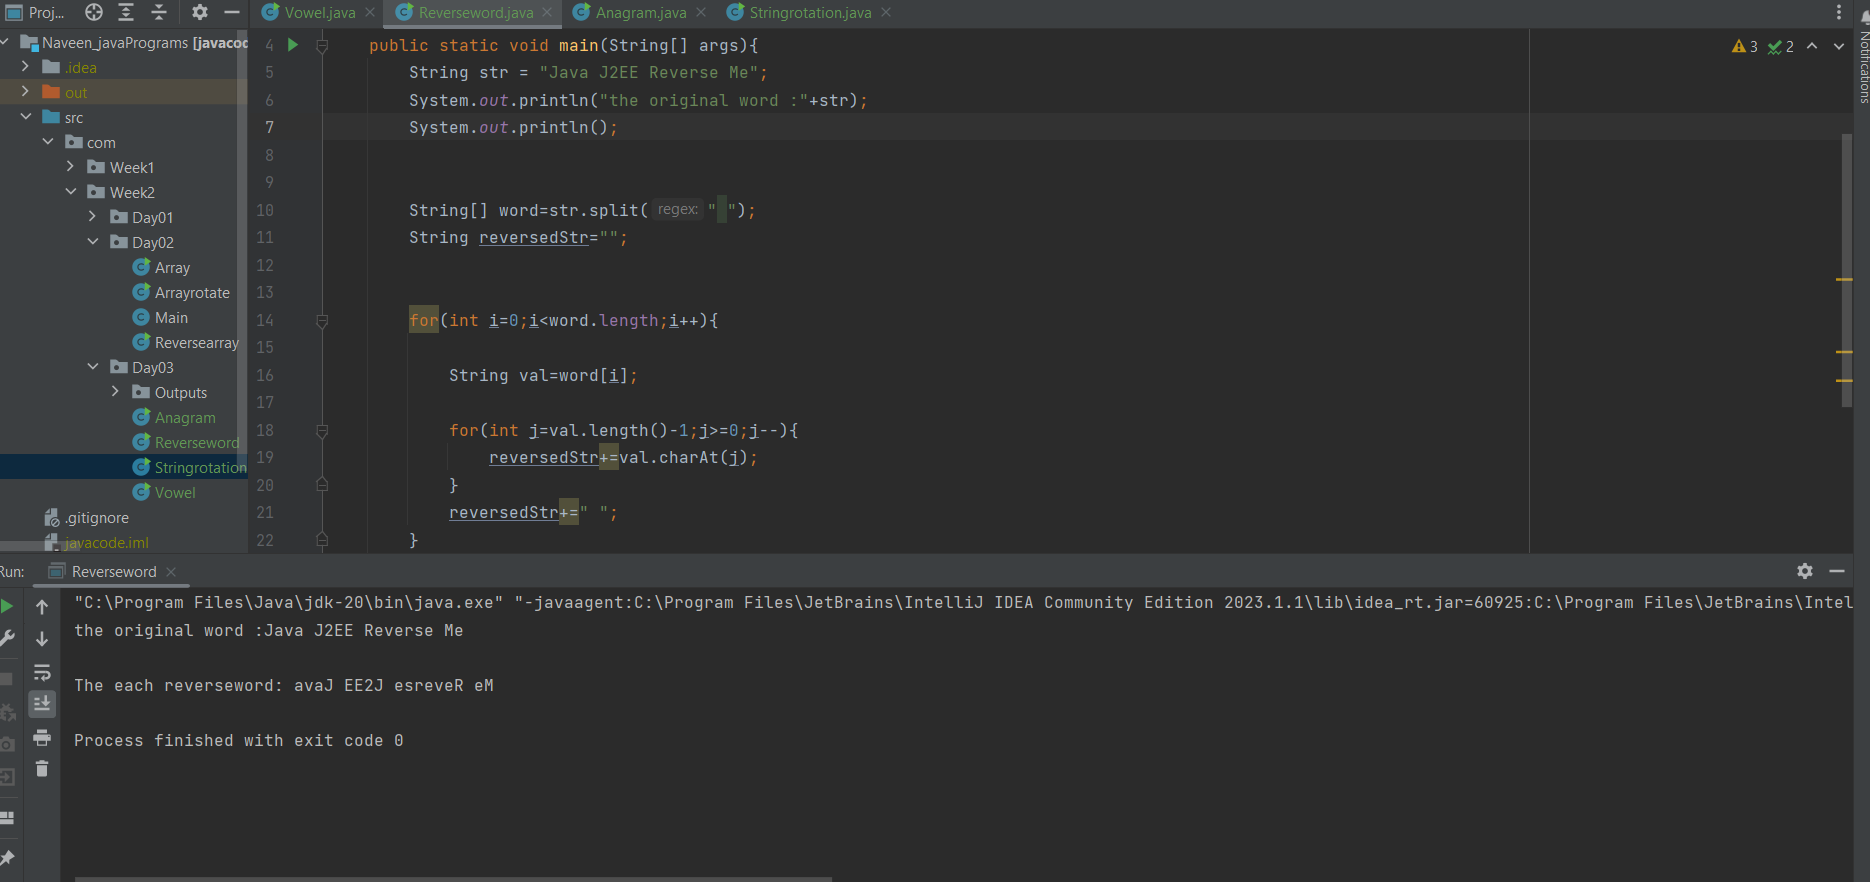 Proj...
Vowel.java
Reverseword.java
Anagram.java
Stringrotation.java
Naveen_javaPrograms [javacod
.idea
out
src
com
Week1
Week2
Day01
Day02
Array
Arrayrotate
Main
Reversearray
Day03
Outputs
Anagram
Reverseword
Stringrotation
Vowel
.gitignore
javacode.iml
4 public static void main(String[] args){
5 String str = "Java J2EE Reverse Me";
6 System.out.println("the original word :"+str);
7 System.out.println();
8
9
10 String[] word=str.split( regex: " ");
11 String reversedStr="";
12
13
14 for(int i=0;i<word.length;i++){
15
16 String val=word[i];
17
18 for(int j=val.length()-1;j>=0;j--){
19 reversedStr+=val.charAt(j);
20 }
21 reversedStr+=" ";
22 }
3 2
Notifications
Run: Reverseword
"C:\Program Files\Java\jdk-20\bin\java.exe" "-javaagent:C:\Program Files\JetBrains\IntelliJ IDEA Community Edition 2023.1.1\lib\idea_rt.jar=60925:C:\Program Files\JetBrains\Intel
the original word :Java J2EE Reverse Me
The each reverseword: avaJ EE2J esreveR eM
Process finished with exit code 0